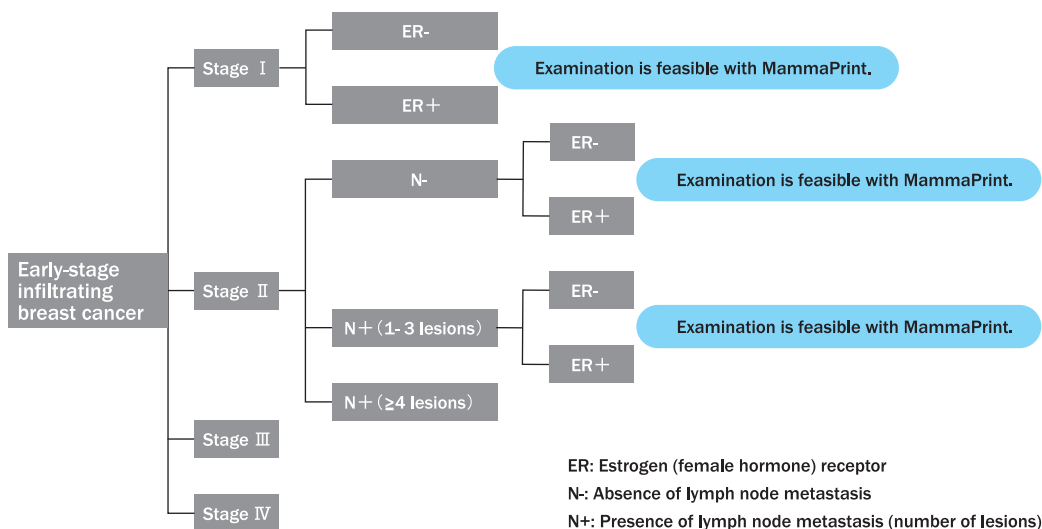 ER-
Stage Ⅰ
Examination is feasible with MammaPrint.
ER＋
ER-
N-
Examination is feasible with MammaPrint.
ER＋
Early-stage
infiltrating
breast cancer
Stage Ⅱ
ER-
N＋(1- 3 lesions)
Examination is feasible with MammaPrint.
ER＋
N＋(≥4 lesions)
Stage Ⅲ
ER: Estrogen (female hormone) receptor
N-: Absence of lymph node metastasis
Stage Ⅳ
N+: Presence of lymph node metastasis (number of lesions)